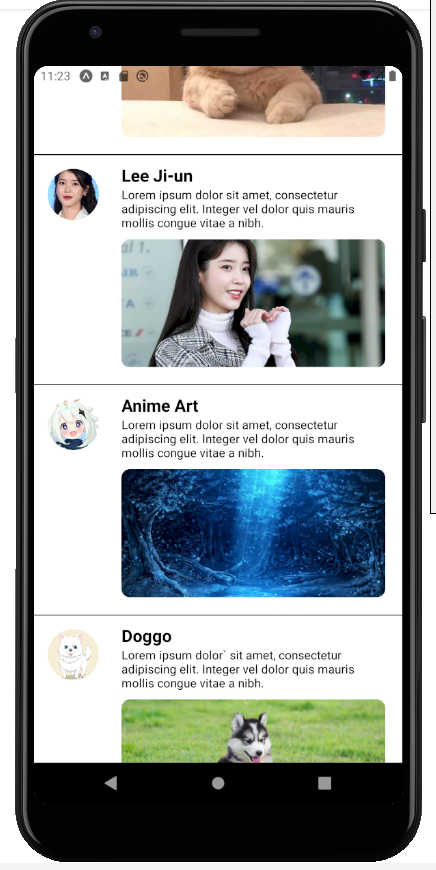 11:23
Lee Ji-un
Lorem ipsum dolor sit amet, consectetur
adipiscing elit. Integer vel dolor quis mauris
mollis congue vitae a nibh.
Anime Art
Lorem ipsum dolor sit amet, consectetur
adipiscing elit. Integer vel dolor quis mauris
mollis congue vitae a nibh.
Doggo
Lorem ipsum dolor` sit amet, consectetur
adipiscing elit. Integer vel dolor quis mauris
mollis congue vitae a nibh.